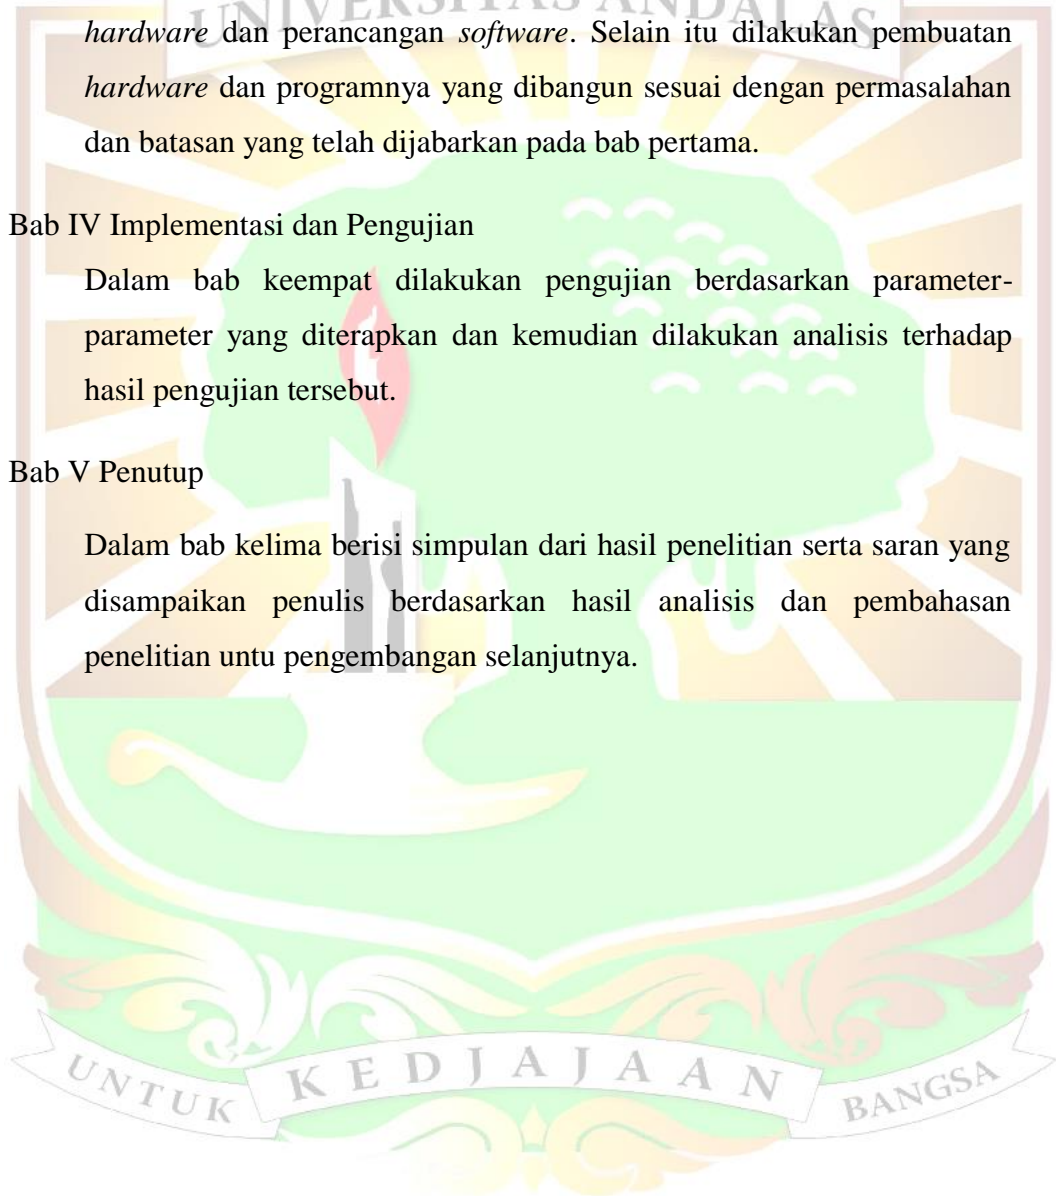 UNIVERSITAS ANDALAS
hardware dan perancangan software. Selain itu dilakukan pembuatan
hardware dan programnya yang dibangun sesuai dengan permasalahan
dan batasan yang telah dijabarkan pada bab pertama.
Bab IV Implementasi dan Pengujian
Dalam bab keempat dilakukan pengujian berdasarkan parameter-
parameter yang diterapkan dan kemudian dilakukan analisis terhadap
hasil pengujian tersebut.
Bab V Penutup
Dalam bab kelima berisi simpulan dari hasil penelitian serta saran yang
disampaikan penulis berdasarkan hasil analisis dan pembahasan
penelitian untu pengembangan selanjutnya.
UNTUK KEDJAJAAN BANGSA